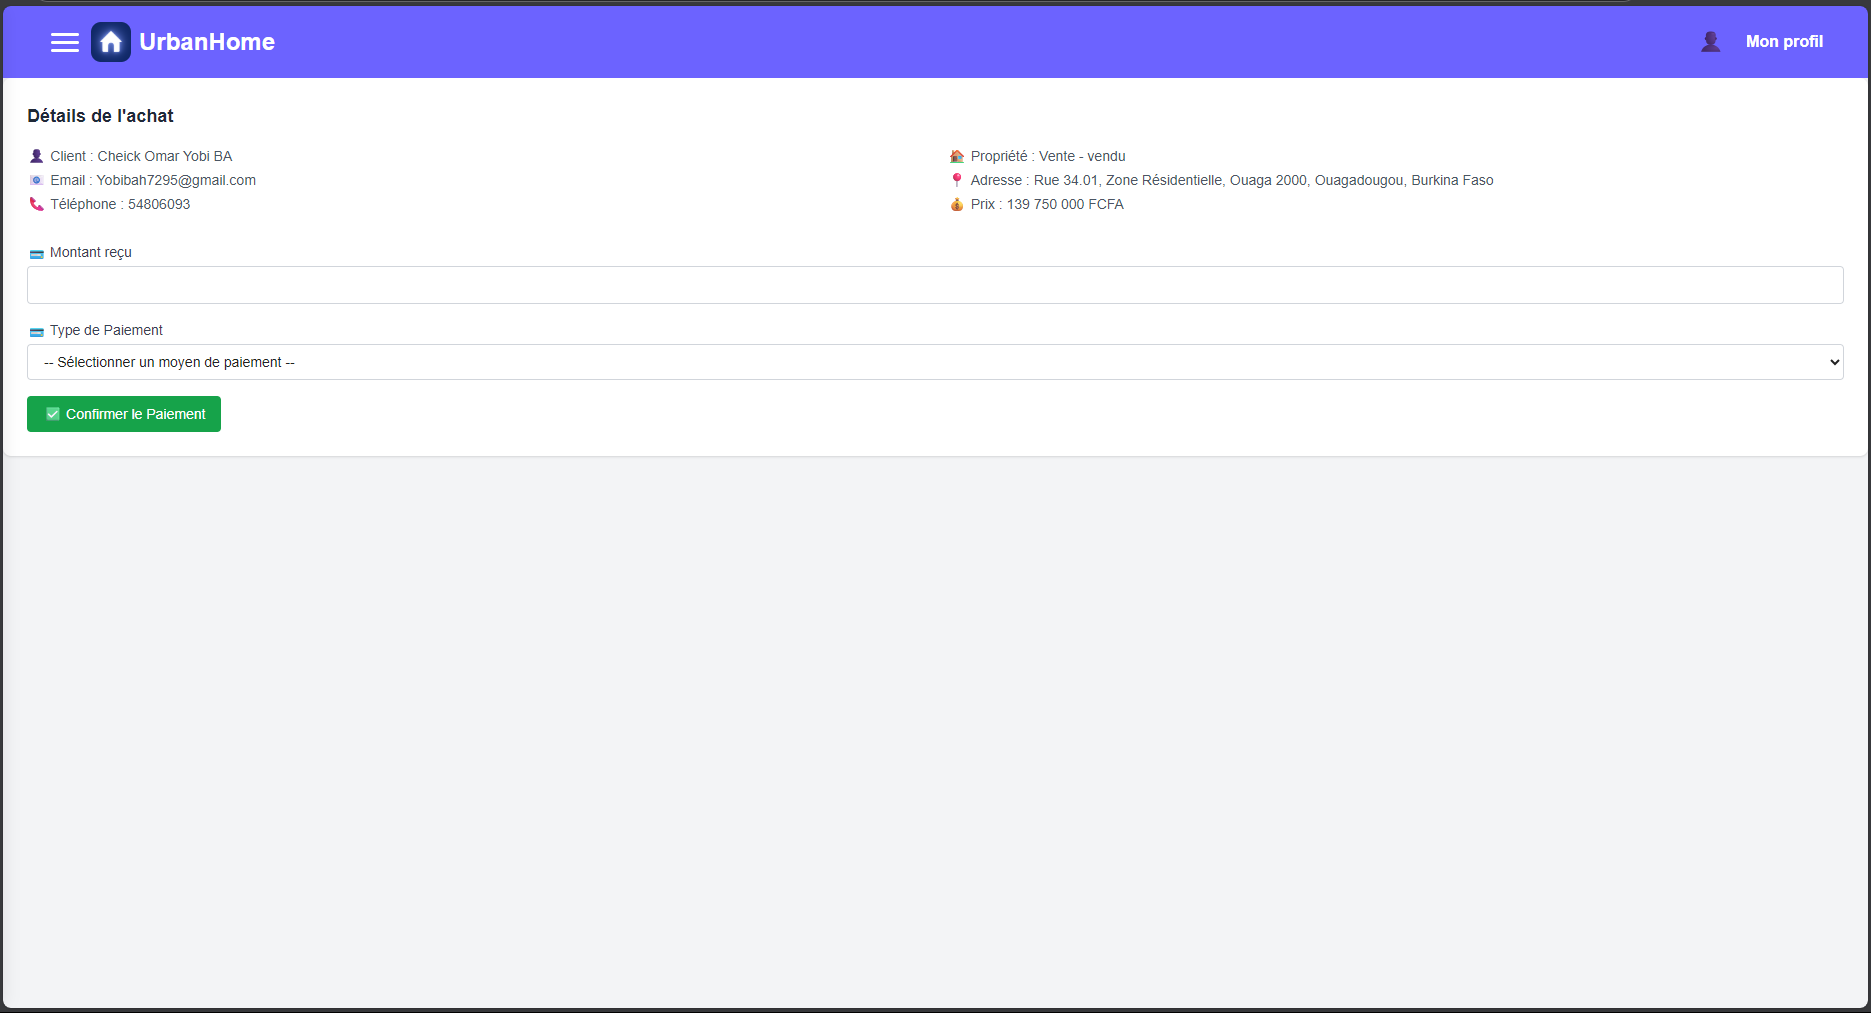 UrbanHome
Mon profil
Détails de l'achat
Client : Cheick Omar Yobi BA
Email : Yobibah7295@gmail.com
Téléphone : 54806093
Propriété : Vente - vendu
Adresse : Rue 34.01, Zone Résidentielle, Ouaga 2000, Ouagadougou, Burkina Faso
Prix : 139 750 000 FCFA
Montant reçu
Type de Paiement
-- Sélectionner un moyen de paiement --
Confirmer le Paiement